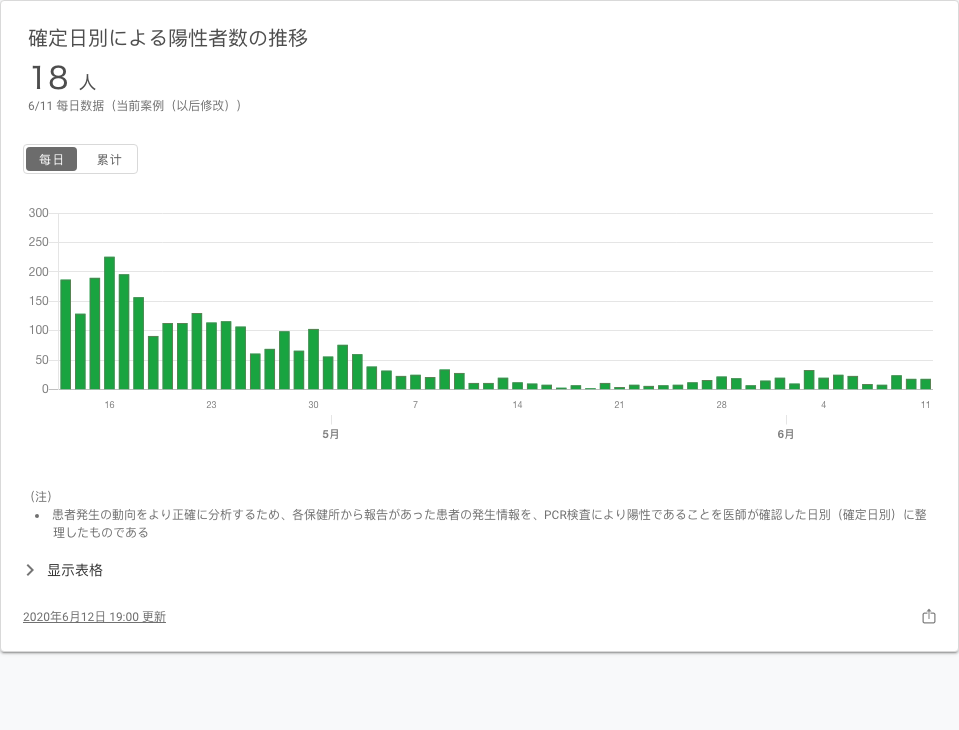 確定日別による陽性者数の推移
18 人
6/11 每日数据（当前案例（以后修改））
每日 累计
300
250
200
150
100
50
0
16 23 30 7 14 21 28 4 11
5月 6月
（注）
• 患者発生の動向をより正確に分析するため、各保健所から報告があった患者の発生情報を、PCR検査により陽性であることを医師が確認した日別（確定日別）に整
理したものである
显示表格
2020年6月12日 19:00 更新